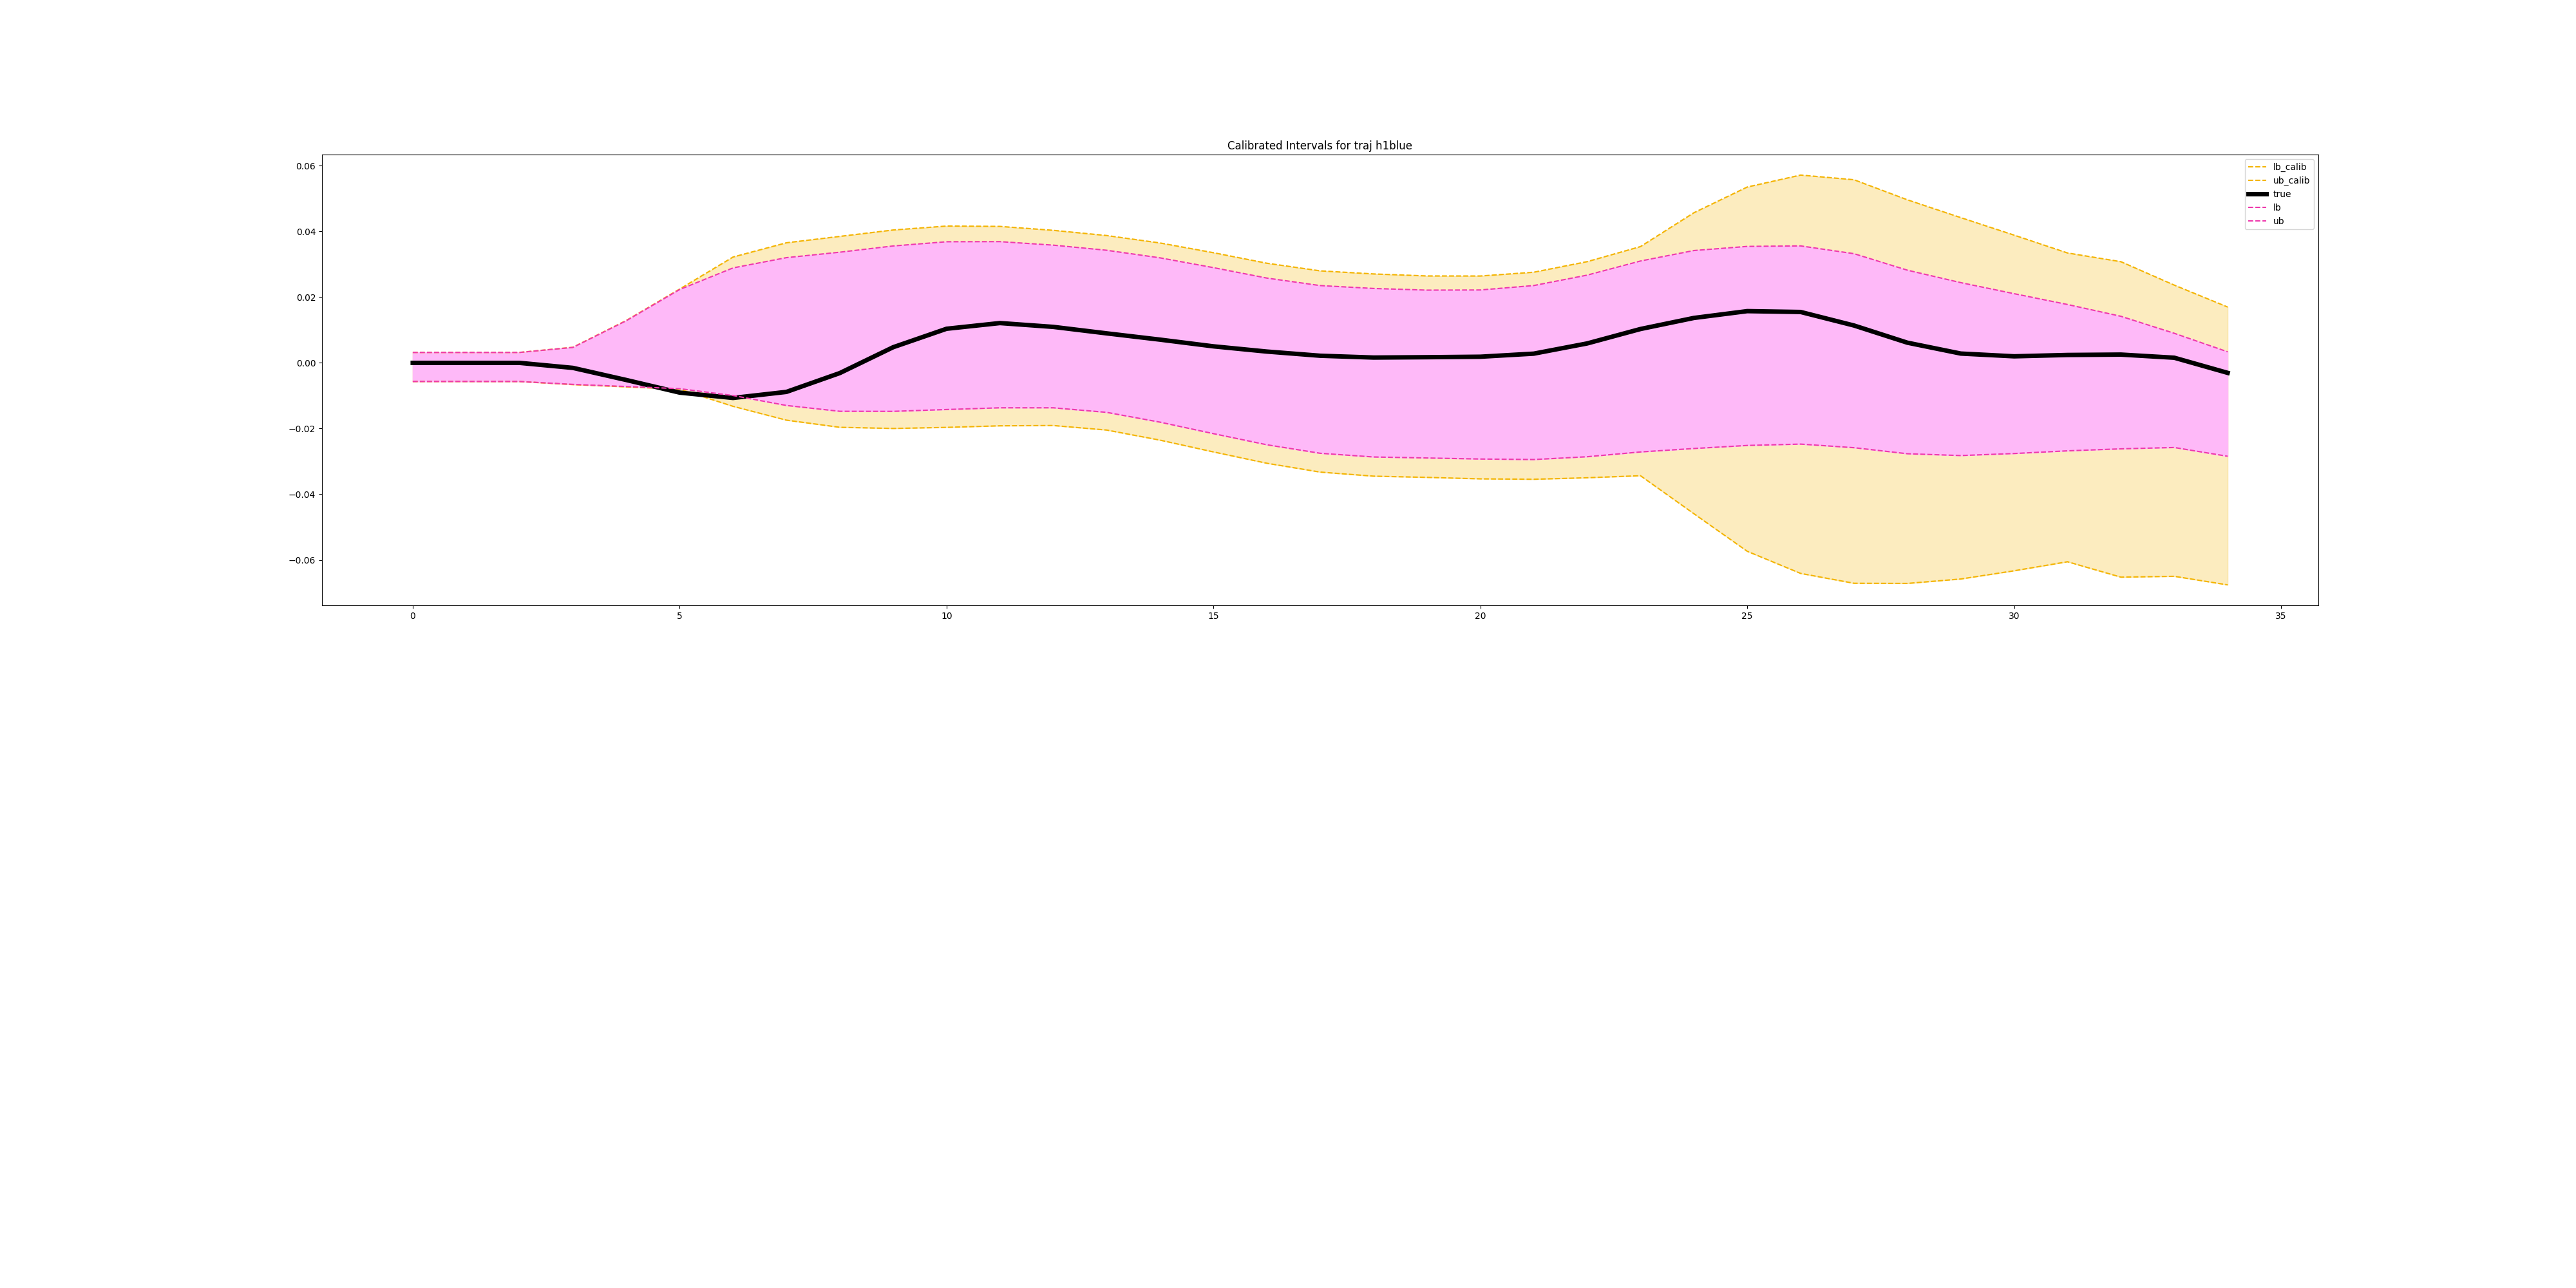 Calibrated Intervals for traj h1blue
0.06
0.04
0.02
0.00
−0.02
−0.04
−0.06
0 5 10 15 20 25 30 35
lb_calib
ub_calib
true
lb
ub